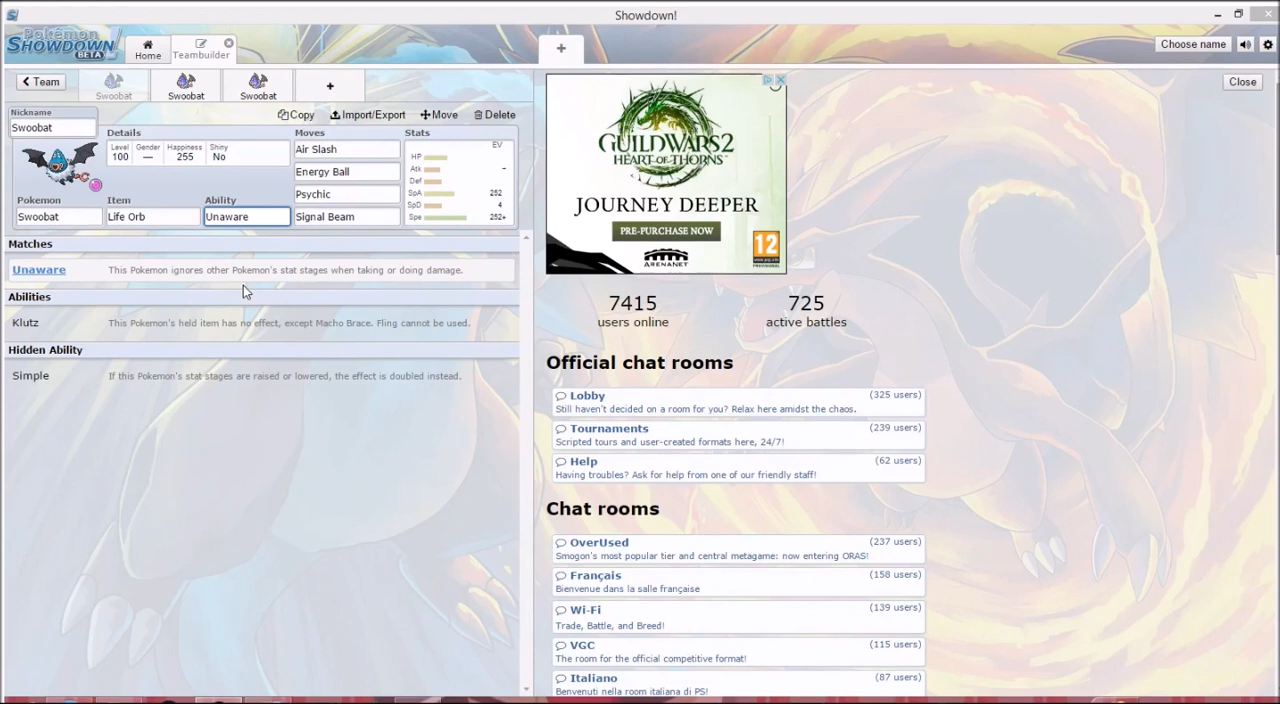 Showdown!
Pokémon
SHOWDOWN!
BETA
Home
Teambuilder
+
Choose name
Team
Swoobat
Swoobat
Swoobat
+
Close
Nickname
Swoobat
Copy
Import/Export
Move
Delete
Details
Level
100
Gender
—
Happiness
255
Shiny
No
Moves
Air Slash
Energy Ball
Psychic
Signal Beam
Stats
EV
HP
Atk
-
Def
SpA
252
SpD
4
Spe
252+
Pokemon
Swoobat
Item
Life Orb
Ability
Unaware
Matches
Unaware
This Pokemon ignores other Pokemon's stat stages when taking or doing damage.
Abilities
Klutz
This Pokemon's held item has no effect, except Macho Brace. Fling cannot be used.
Hidden Ability
Simple
If this Pokemon's stat stages are raised or lowered, the effect is doubled instead.
GUILDWARS2
HEART OF THORNS
JOURNEY DEEPER
PRE-PURCHASE NOW
ARENANET
12
7415
users online
725
active battles
Official chat rooms
Lobby
(325 users)
Still haven't decided on a room for you? Relax here amidst the chaos.
Tournaments
(239 users)
Scripted tours and user-created formats here, 24/7!
Help
(62 users)
Having troubles? Ask for help from one of our friendly staff!
Chat rooms
OverUsed
(237 users)
Smogon's most popular tier and central metagame: now entering ORAS!
Français
(158 users)
Bienvenue dans la salle française
Wi-Fi
(139 users)
Trade, Battle, and Breed!
VGC
(115 users)
The room for the official competitive format!
Italiano
(87 users)
Benvenuti nella room italiana di PS!